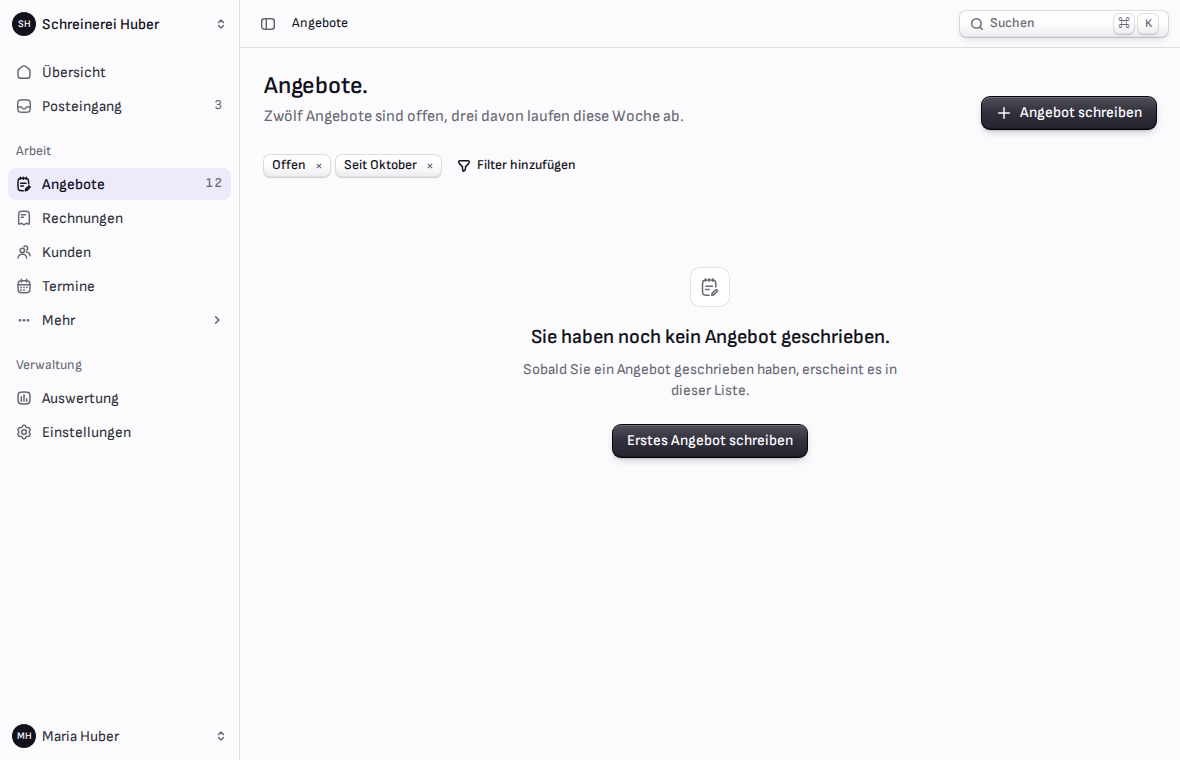 SH Schreinerei Huber
Übersicht
Posteingang 3
Arbeit
Angebote 12
Rechnungen
Kunden
Termine
Mehr
Verwaltung
Auswertung
Einstellungen
MH Maria Huber
Angebote
Suchen ⌘ K
Angebote.
Zwölf Angebote sind offen, drei davon laufen diese Woche ab.
Angebot schreiben
Offen × Seit Oktober × Filter hinzufügen
Sie haben noch kein Angebot geschrieben.
Sobald Sie ein Angebot geschrieben haben, erscheint es in
dieser Liste.
Erstes Angebot schreiben